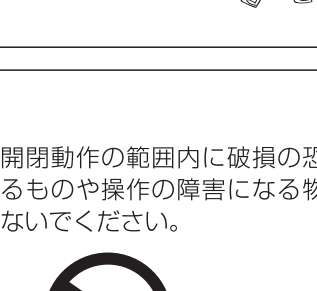 開閉動作の範囲内に破損の恐
るものや操作の障害になる物
ないでください。